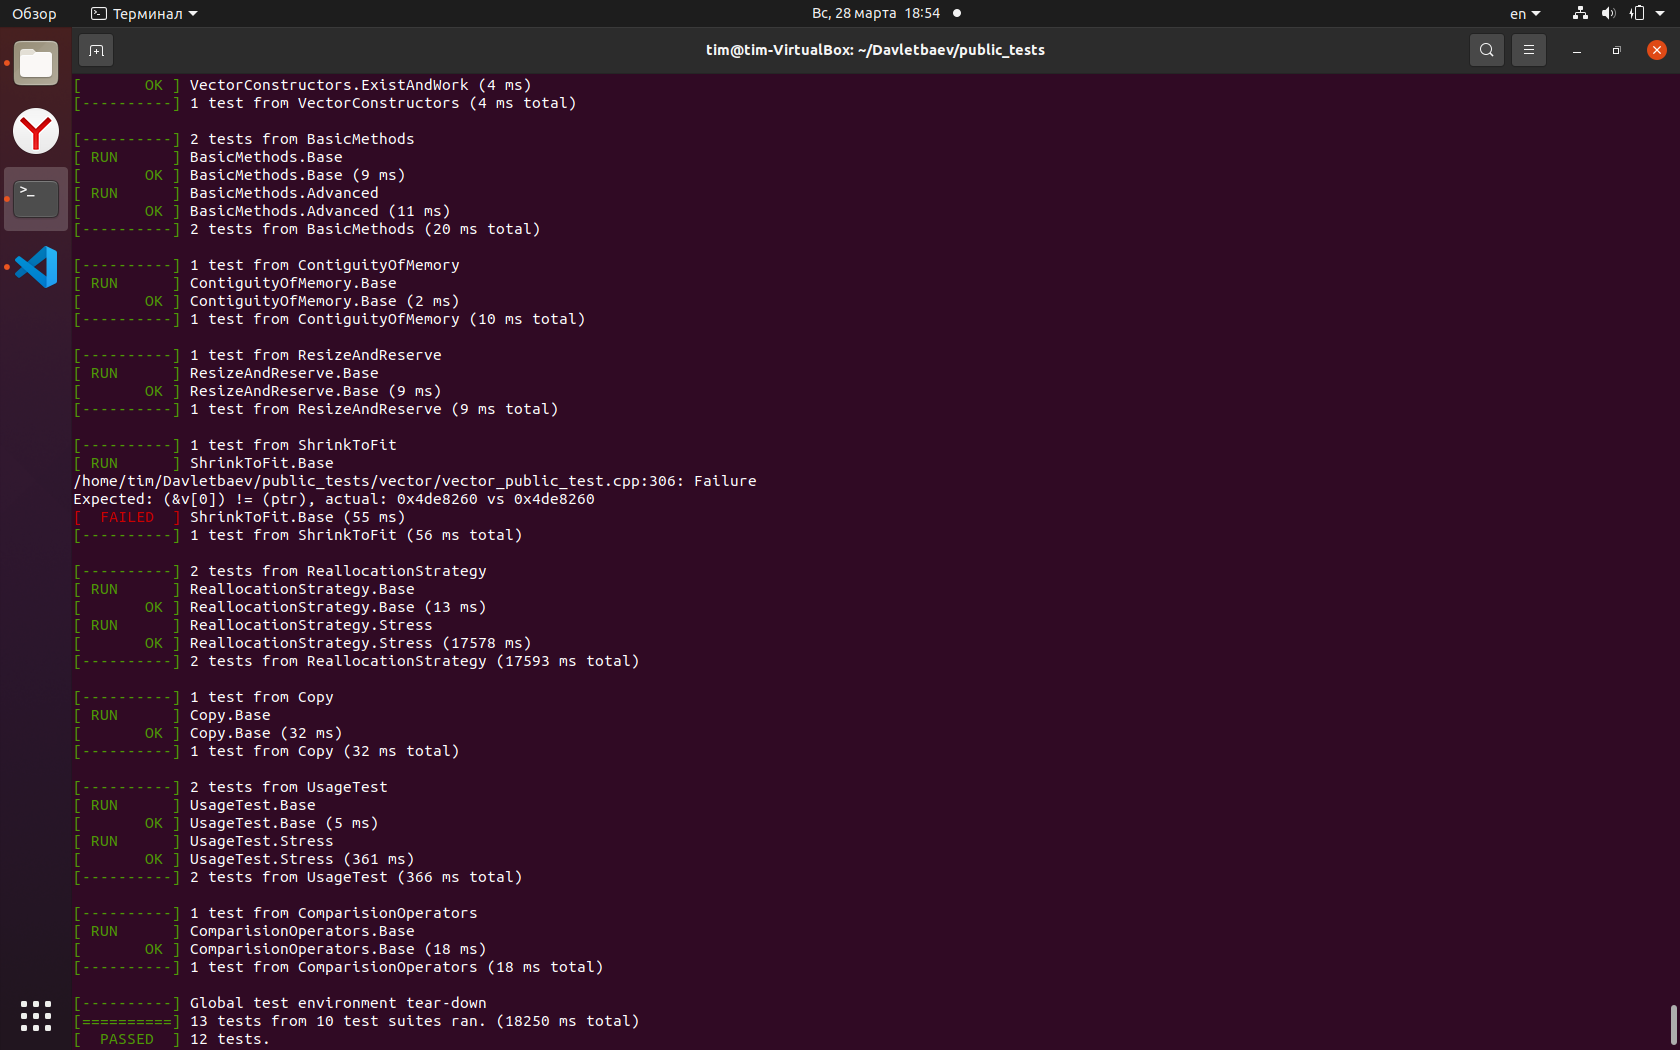 Обзор
Терминал
Вс, 28 марта 18:54
en
tim@tim-VirtualBox: ~/Davletbaev/public_tests
[       OK ] VectorConstructors.ExistAndWork (4 ms)
[----------] 1 test from VectorConstructors (4 ms total)
[----------] 2 tests from BasicMethods
[ RUN      ] BasicMethods.Base
[       OK ] BasicMethods.Base (9 ms)
[ RUN      ] BasicMethods.Advanced
[       OK ] BasicMethods.Advanced (11 ms)
[----------] 2 tests from BasicMethods (20 ms total)
[----------] 1 test from ContiguityOfMemory
[ RUN      ] ContiguityOfMemory.Base
[       OK ] ContiguityOfMemory.Base (2 ms)
[----------] 1 test from ContiguityOfMemory (10 ms total)
[----------] 1 test from ResizeAndReserve
[ RUN      ] ResizeAndReserve.Base
[       OK ] ResizeAndReserve.Base (9 ms)
[----------] 1 test from ResizeAndReserve (9 ms total)
[----------] 1 test from ShrinkToFit
[ RUN      ] ShrinkToFit.Base
/home/tim/Davletbaev/public_tests/vector/vector_public_test.cpp:306: Failure
Expected: (&v[0]) != (ptr), actual: 0x4de8260 vs 0x4de8260
[  FAILED  ] ShrinkToFit.Base (55 ms)
[----------] 1 test from ShrinkToFit (56 ms total)
[----------] 2 tests from ReallocationStrategy
[ RUN      ] ReallocationStrategy.Base
[       OK ] ReallocationStrategy.Base (13 ms)
[ RUN      ] ReallocationStrategy.Stress
[       OK ] ReallocationStrategy.Stress (17578 ms)
[----------] 2 tests from ReallocationStrategy (17593 ms total)
[----------] 1 test from Copy
[ RUN      ] Copy.Base
[       OK ] Copy.Base (32 ms)
[----------] 1 test from Copy (32 ms total)
[----------] 2 tests from UsageTest
[ RUN      ] UsageTest.Base
[       OK ] UsageTest.Base (5 ms)
[ RUN      ] UsageTest.Stress
[       OK ] UsageTest.Stress (361 ms)
[----------] 2 tests from UsageTest (366 ms total)
[----------] 1 test from ComparisionOperators
[ RUN      ] ComparisionOperators.Base
[       OK ] ComparisionOperators.Base (18 ms)
[----------] 1 test from ComparisionOperators (18 ms total)
[----------] Global test environment tear-down
[==========] 13 tests from 10 test suites ran. (18250 ms total)
[  PASSED  ] 12 tests.